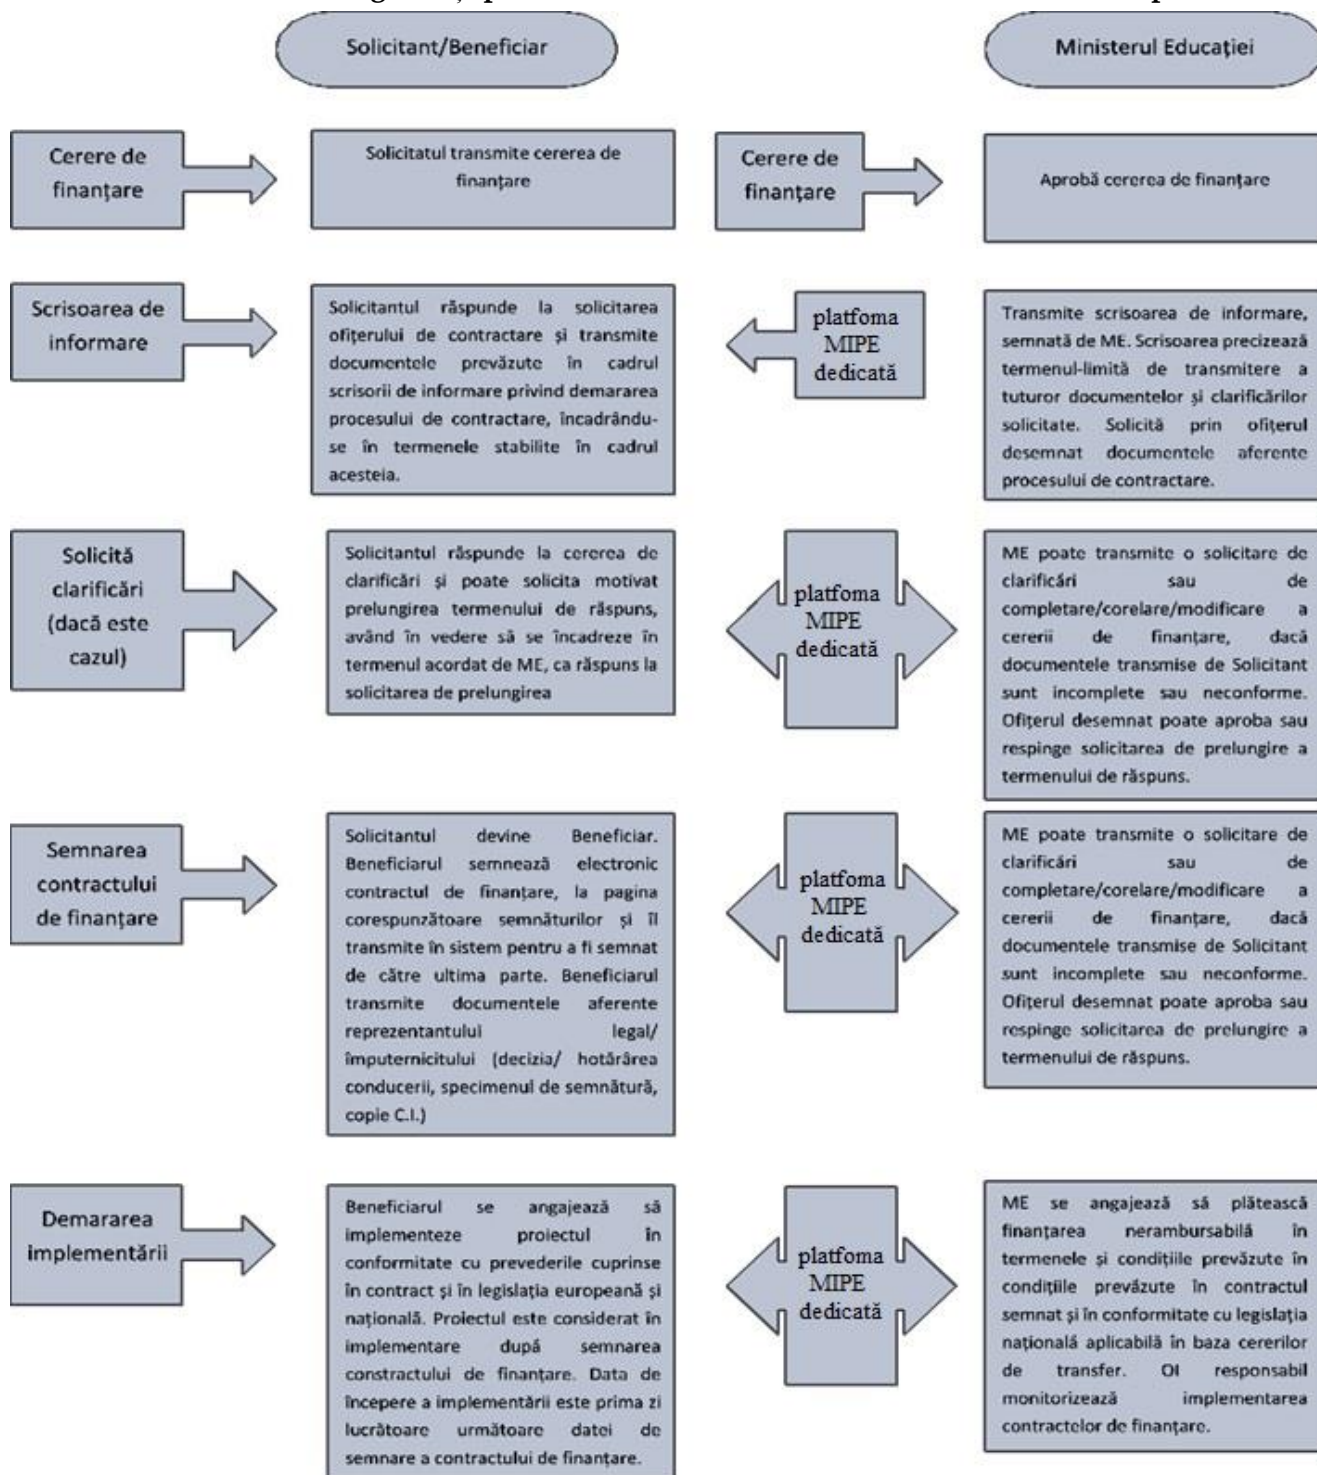 Solicitant/Beneficiar
Ministerul Educației
Cerere de
finanțare
Solicitatul transmite cererea de
finanțare
Cerere de
finanțare
Aprobă cererea de finanțare
Scrisoarea de
informare
Solicitantul răspunde la solicitarea
ofițerului de contractare și transmite
documentele prevăzute în cadrul
scrisorii de informare privind demararea
procesului de contractare, încadrându-
se în termenele stabilite în cadrul
acesteia.
platfoma
MIPE
dedicată
Transmite scrisoarea de informare,
semnată de ME. Scrisoarea precizează
termenul-limită de transmitere a
tuturor documentelor și clarificărilor
solicitate. Solicită prin ofițerul
desemnat documentele aferente
procesului de contractare.
Solicită
clarificări
(dacă este
cazul)
Solicitantul răspunde la cererea de
clarificări și poate solicita motivat
prelungirea termenului de răspuns,
având în vedere să se încadreze în
termenul acordat de ME, ca răspuns la
solicitarea de prelungirea
platfoma
MIPE
dedicată
ME poate transmite o solicitare de
clarificări sau de
completare/corelare/modificare a
cererii de finanțare, dacă
documentele transmise de Solicitant
sunt incomplete sau neconforme.
Ofițerul desemnat poate aproba sau
respinge solicitarea de prelungire a
termenului de răspuns.
Semnarea
contractului
de finanțare
Solicitantul devine Beneficiar.
Beneficiarul semnează electronic
contractul de finanțare, la pagina
corespunzătoare semnăturilor și îl
transmite în sistem pentru a fi semnat
de către ultima parte. Beneficiarul
transmite documentele aferente
reprezentantului legal/
împuternicitului (decizia/ hotărârea
conducerii, specimenul de semnătură,
copie C.I.)
platfoma
MIPE
dedicată
ME poate transmite o solicitare de
clarificări sau de
completare/corelare/modificare a
cererii de finanțare, dacă
documentele transmise de Solicitant
sunt incomplete sau neconforme.
Ofițerul desemnat poate aproba sau
respinge solicitarea de prelungire a
termenului de răspuns.
Demararea
implementării
Beneficiarul se angajează să
implementeze proiectul în
conformitate cu prevederile cuprinse
în contract și în legislația europeană și
națională. Proiectul este considerat în
implementare după semnarea
constractului de finanțare. Data de
începere a implementării este prima zi
lucrătoare următoare datei de
semnare a contractului de finanțare.
platfoma
MIPE
dedicată
ME se angajează să plătească
finanțarea nerambursabilă în
termenele și condițiile prevăzute în
condițiile prevăzute în contractul
semnat și în conformitate cu legislația
națională aplicabilă în baza cererilor
de transfer. OI responsabil
monitorizează implementarea
contractelor de finanțare.